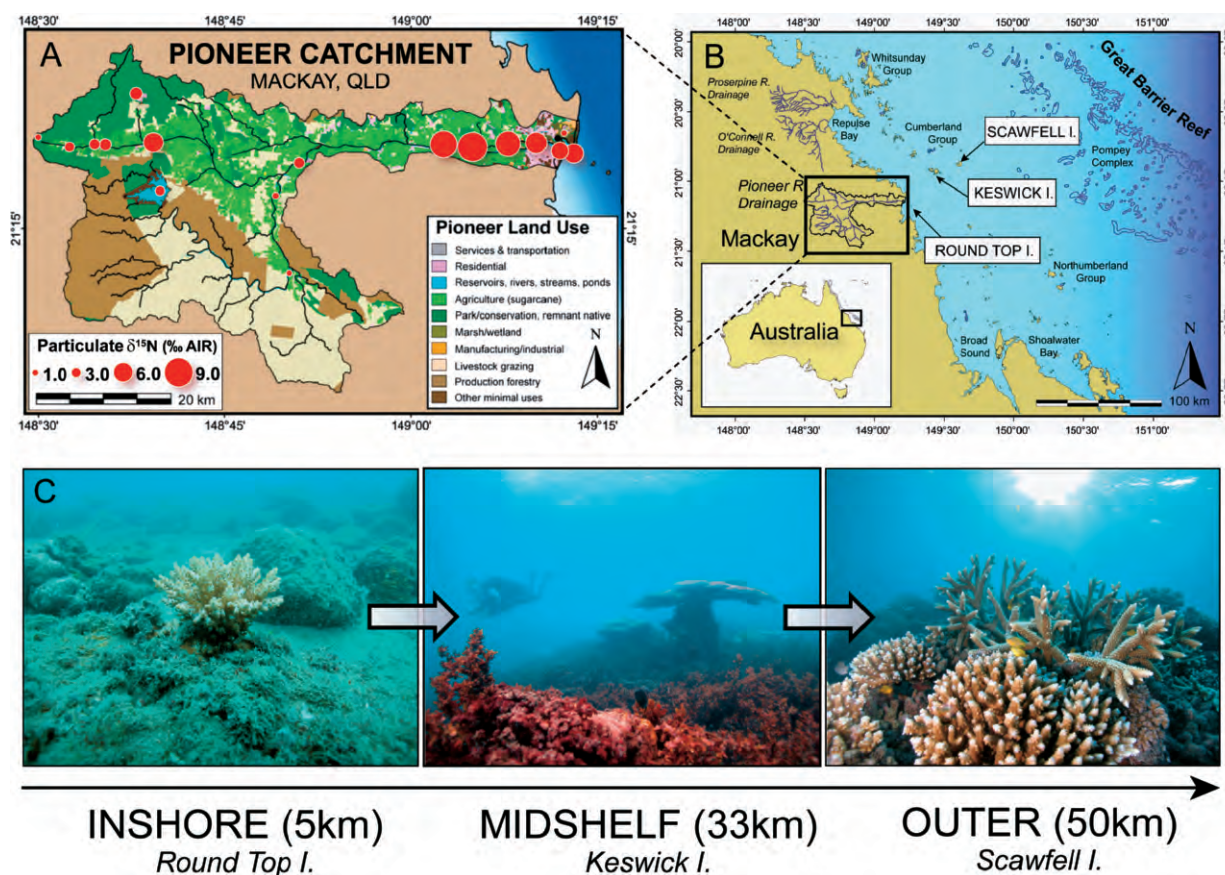 148°30' 148°45' 149°00' 149°15'
A
PIONEER CATCHMENT
MACKAY, QLD
21°15'
21°15'
Pioneer Land Use
Services & transportation
Residential
Reservoirs, rivers, streams, ponds
Agriculture (sugarcane)
Park/conservation, remnant native
Marsh/wetland
Manufacturing/industrial
Livestock grazing
Production forestry
Other minimal uses
Particulate δ¹⁵N (‰ AIR)
1.0 3.0 6.0 9.0
20 km
N
148°30' 148°45' 149°00' 149°15'
148°00' 148°30' 149°00' 149°30' 150°00' 150°30' 151°00'
B
20°00'
20°30'
21°00'
21°30'
22°00'
22°30'
Whitsunday
Group
Great Barrier Reef
Proserpine R.
Drainage
O'Connell R.
Drainage
Repulse
Bay
Cumberland
Group
SCAWFELL I.
Pompey
Complex
KESWICK I.
Pioneer R
Drainage
Mackay
ROUND TOP I.
Northumberland
Group
Australia
Broad
Sound
Shoalwater
Bay
N
100 km
148°00' 148°30' 149°00' 149°30' 150°00' 150°30' 151°00'
C
INSHORE (5km) MIDSHELF (33km) OUTER (50km)
Round Top I. Keswick I. Scawfell I.